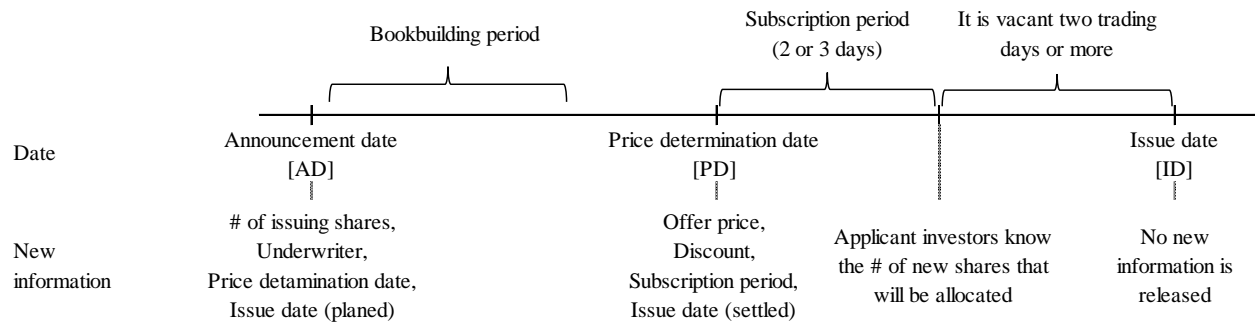 Bookbuilding period
Subscription period
(2 or 3 days)
It is vacant two trading
days or more
Date
Announcement date
[AD]
Price determination date
[PD]
Issue date
[ID]
New
information
# of issuing shares,
Underwriter,
Price detamination date,
Issue date (planed)
Offer price,
Discount,
Subscription period,
Issue date (settled)
Applicant investors know
the # of new shares that
will be allocated
No new
information is
released